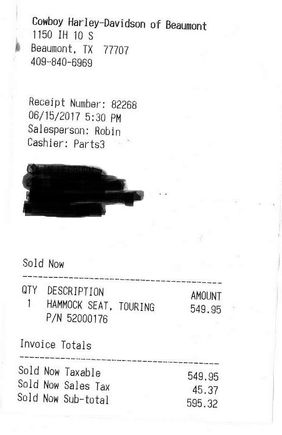 Cowboy Harley-Davidson of Beaumont
1150 IH 10 S
Beaumont, TX 77707
409-840-6969
Receipt Number: 82268
06/15/2017 5:30 PM
Salesperson: Robin
Cashier: Parts3
Sold Now
QTY DESCRIPTION AMOUNT
1 HAMMOCK SEAT, TOURING 549.95
P/N 52000176
Invoice Totals
Sold Now Taxable 549.95
Sold Now Sales Tax 45.37
Sold Now Sub-total 595.32